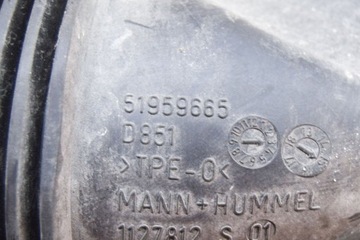 51959665
D851
>TPE-O<
MANN+HUMMEL
1127812 S 01